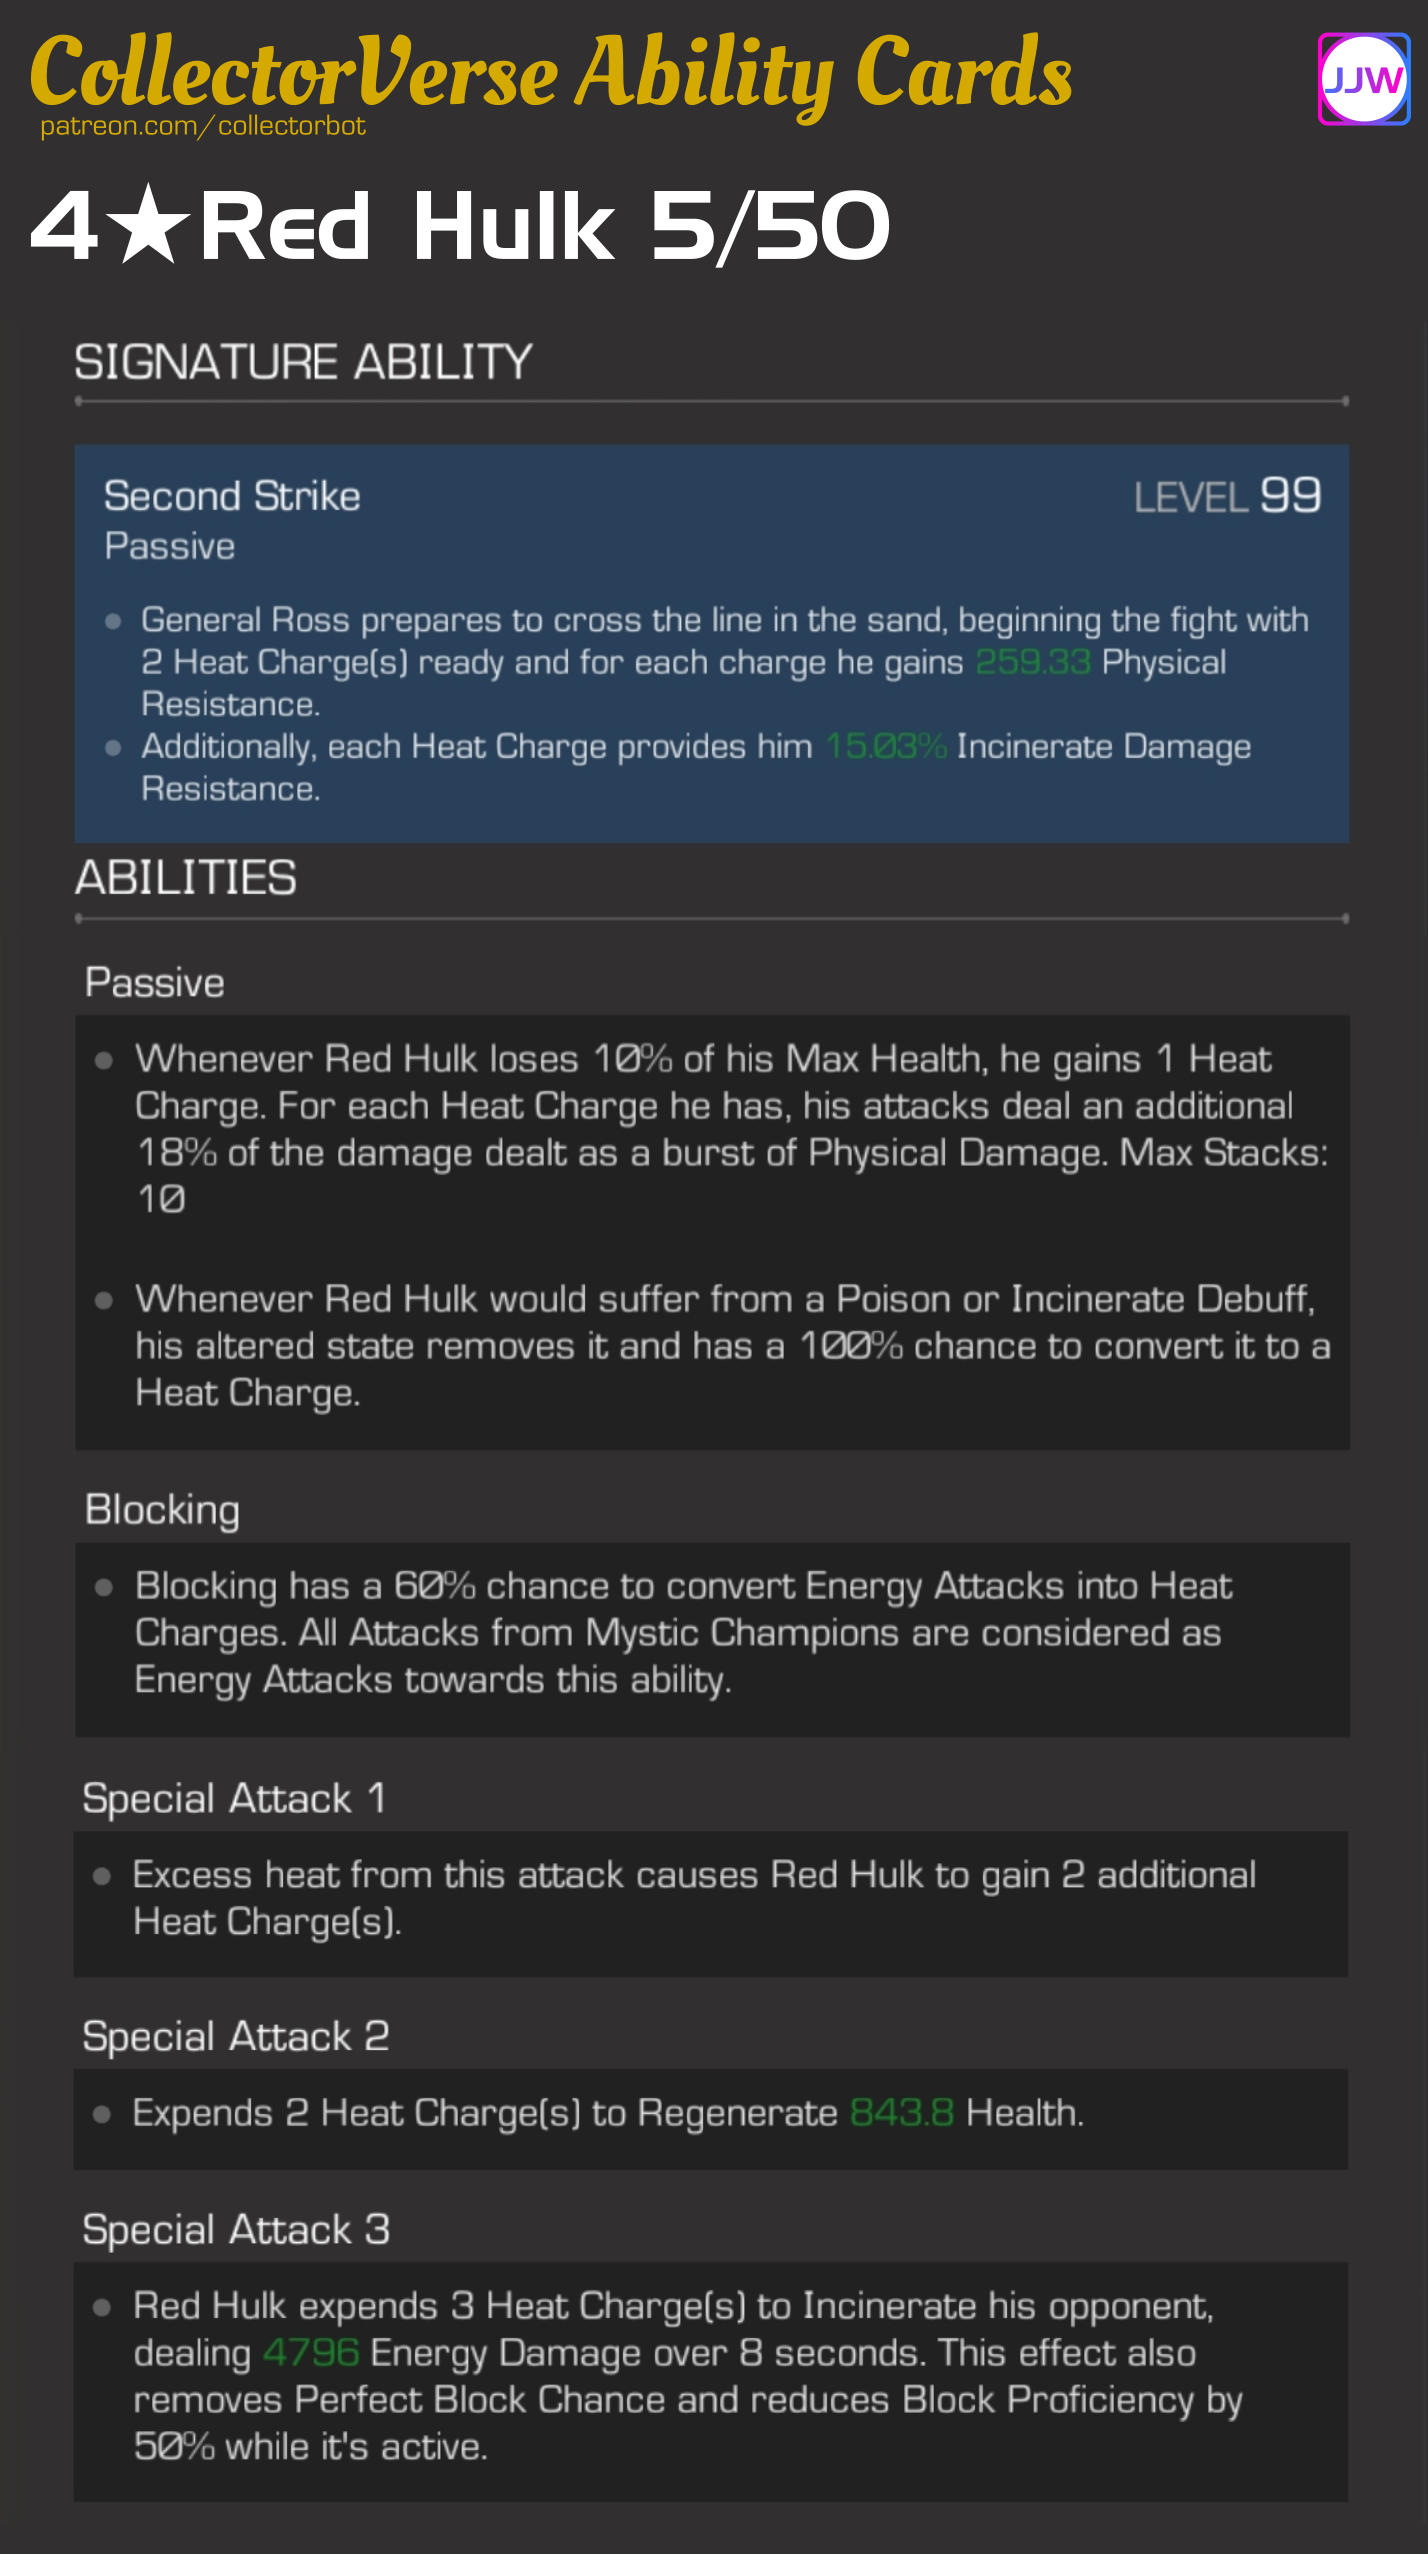 CollectorVerse Ability Cards
JJW
patreon.com/collectorbot
4★Red Hulk 5/50
SIGNATURE ABILITY
Second Strike
LEVEL 99
Passive
General Ross prepares to cross the line in the sand, beginning the fight with
2 Heat Charge(s) ready and for each charge he gains 259.33 Physical
Resistance.
Additionally, each Heat Charge provides him 15.03% Incinerate Damage
Resistance.
ABILITIES
Passive
Whenever Red Hulk loses 10% of his Max Health, he gains 1 Heat
Charge. For each Heat Charge he has, his attacks deal an additional
18% of the damage dealt as a burst of Physical Damage. Max Stacks:
10
Whenever Red Hulk would suffer from a Poison or Incinerate Debuff,
his altered state removes it and has a 100% chance to convert it to a
Heat Charge.
Blocking
Blocking has a 60% chance to convert Energy Attacks into Heat
Charges. All Attacks from Mystic Champions are considered as
Energy Attacks towards this ability.
Special Attack 1
Excess heat from this attack causes Red Hulk to gain 2 additional
Heat Charge(s).
Special Attack 2
Expends 2 Heat Charge(s) to Regenerate 843.8 Health.
Special Attack 3
Red Hulk expends 3 Heat Charge(s) to Incinerate his opponent,
dealing 4796 Energy Damage over 8 seconds. This effect also
removes Perfect Block Chance and reduces Block Proficiency by
50% while it's active.